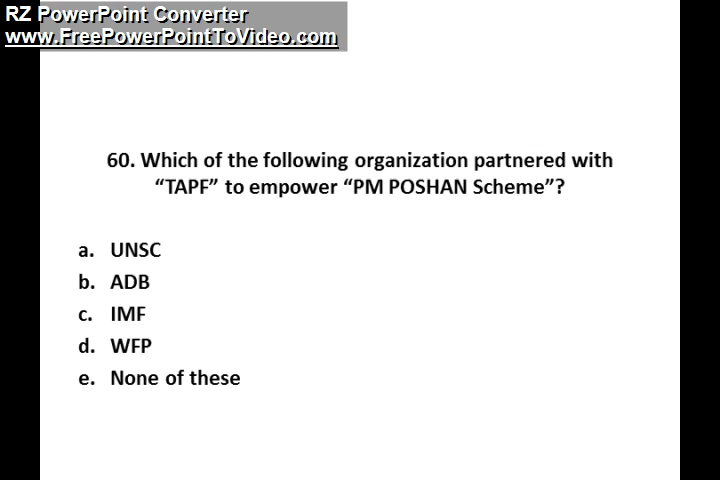 RZ PowerPoint Converter
www.FreePowerPointToVideo.com
60. Which of the following organization partnered with
“TAPF” to empower “PM POSHAN Scheme”?
a. UNSC
b. ADB
c. IMF
d. WFP
e. None of these